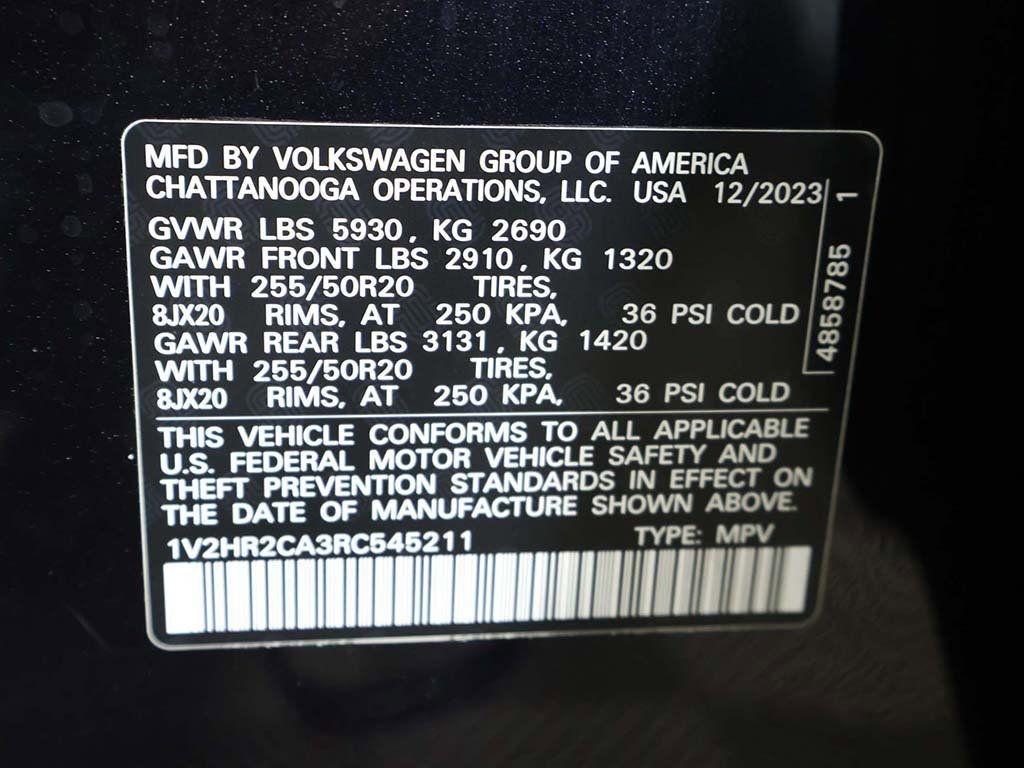 MFD BY VOLKSWAGEN GROUP OF AMERICA
CHATTANOOGA OPERATIONS, LLC. USA 12/2023
GVWR LBS 5930, KG 2690
GAWR FRONT LBS 2910, KG 1320
WITH 255/50R20 TIRES,
8JX20 RIMS, AT 250 KPA, 36 PSI COLD
GAWR REAR LBS 3131, KG 1420
WITH 255/50R20 TIRES,
8JX20 RIMS, AT 250 KPA, 36 PSI COLD
4858785 1
THIS VEHICLE CONFORMS TO ALL APPLICABLE
U.S. FEDERAL MOTOR VEHICLE SAFETY AND
THEFT PREVENTION STANDARDS IN EFFECT ON
THE DATE OF MANUFACTURE SHOWN ABOVE.
1V2HR2CA3RC545211 TYPE: MPV